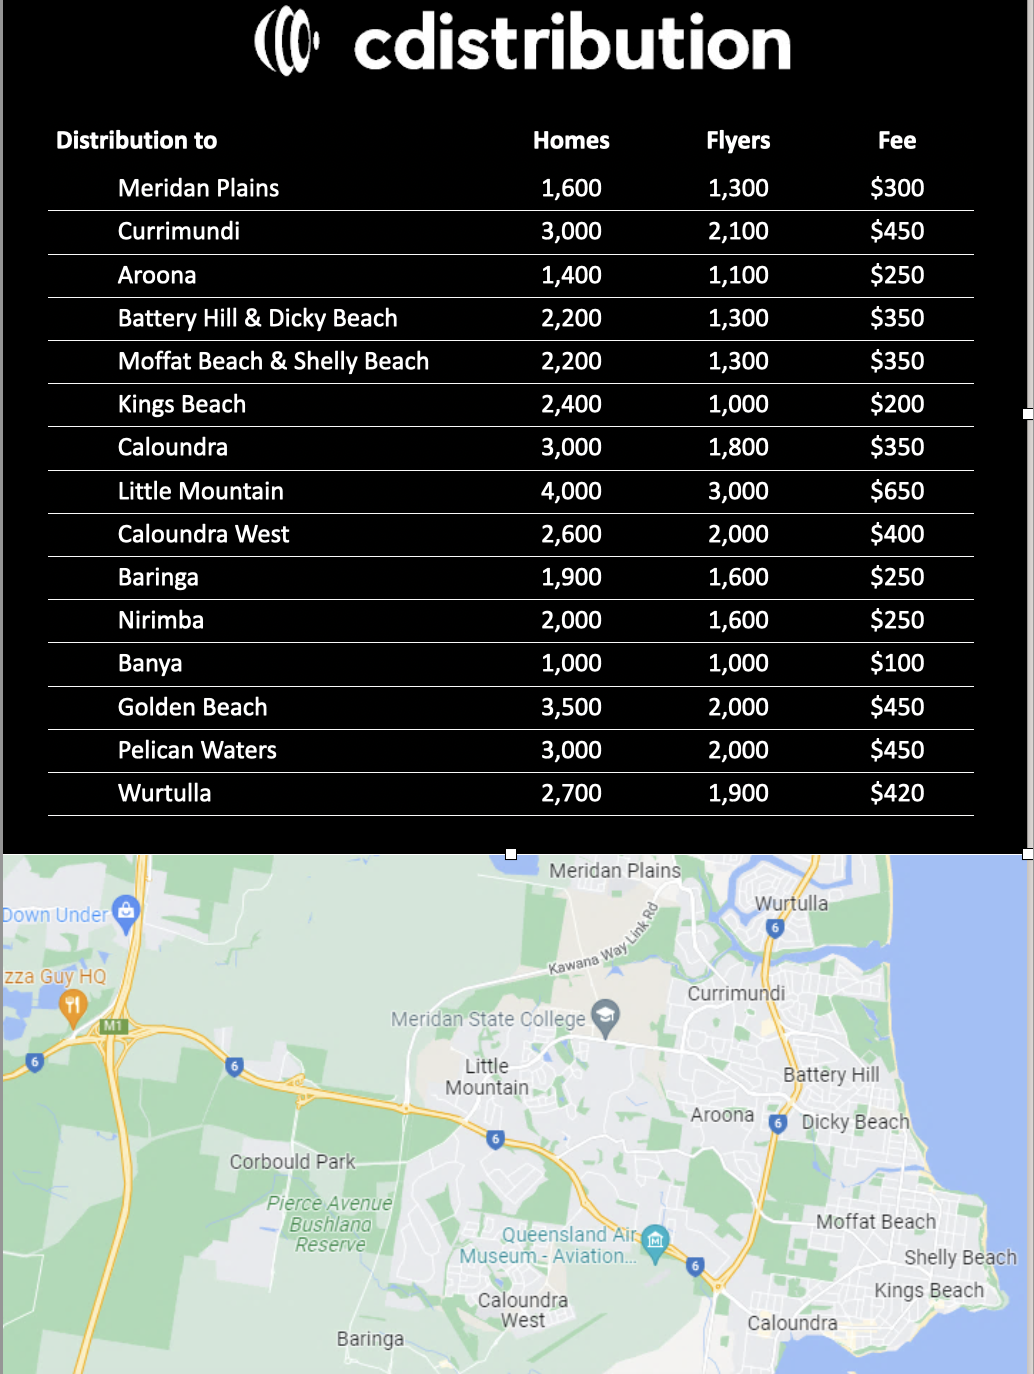 cdistribution
Distribution to Homes Flyers Fee
Meridan Plains 1,600 1,300 $300
Currimundi 3,000 2,100 $450
Aroona 1,400 1,100 $250
Battery Hill & Dicky Beach 2,200 1,300 $350
Moffat Beach & Shelly Beach 2,200 1,300 $350
Kings Beach 2,400 1,000 $200
Caloundra 3,000 1,800 $350
Little Mountain 4,000 3,000 $650
Caloundra West 2,600 2,000 $400
Baringa 1,900 1,600 $250
Nirimba 2,000 1,600 $250
Banya 1,000 1,000 $100
Golden Beach 3,500 2,000 $450
Pelican Waters 3,000 2,000 $450
Wurtulla 2,700 1,900 $420
Meridan Plains
Wurtulla
Down Under
6
Kawana Way Link Rd
zza Guy HQ
Currimundi
M1
Meridan State College
6
6
Little
Mountain
Battery Hill
Aroona
6
Dicky Beach
6
Corbould Park
Pierce Avenue
Bushland
Reserve
Moffat Beach
Queensland Air
Museum - Aviation...
Shelly Beach
6
Kings Beach
Caloundra
West
Caloundra
Baringa